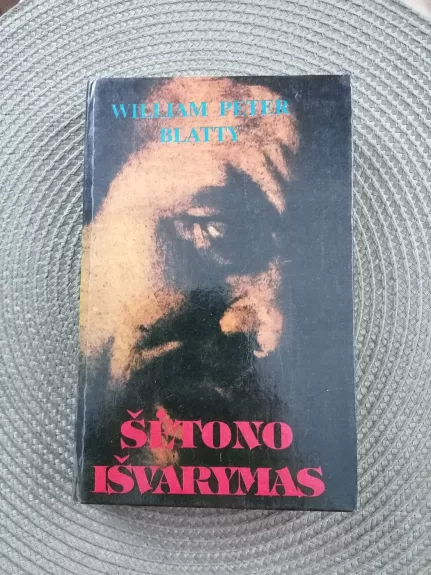 WILLIAM PETER
BLATTY
ŠĖTONO
IŠVARYMAS